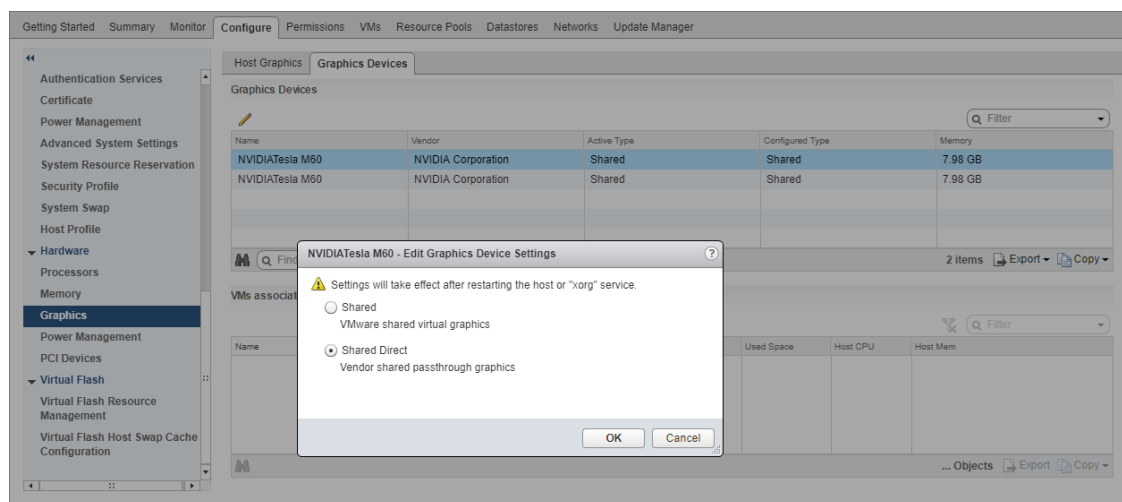 Getting Started Summary Monitor Configure Permissions VMs Resource Pools Datastores Networks Update Manager
Authentication Services
Certificate
Power Management
Advanced System Settings
System Resource Reservation
Security Profile
System Swap
Host Profile
Hardware
Processors
Memory
Graphics
Power Management
PCI Devices
Virtual Flash
Virtual Flash Resource
Management
Virtual Flash Host Swap Cache
Configuration
Host Graphics Graphics Devices
Graphics Devices
Filter
Name Vendor Active Type Configured Type Memory
NVIDIATesla M60 NVIDIA Corporation Shared Shared 7.98 GB
NVIDIATesla M60 NVIDIA Corporation Shared Shared 7.98 GB
Find
2 items Export Copy
VMs associat
Filter
Name Used Space Host CPU Host Mem
... Objects Export Copy
NVIDIATesla M60 - Edit Graphics Device Settings ?
Settings will take effect after restarting the host or "xorg" service.
Shared
VMware shared virtual graphics
Shared Direct
Vendor shared passthrough graphics
OK Cancel